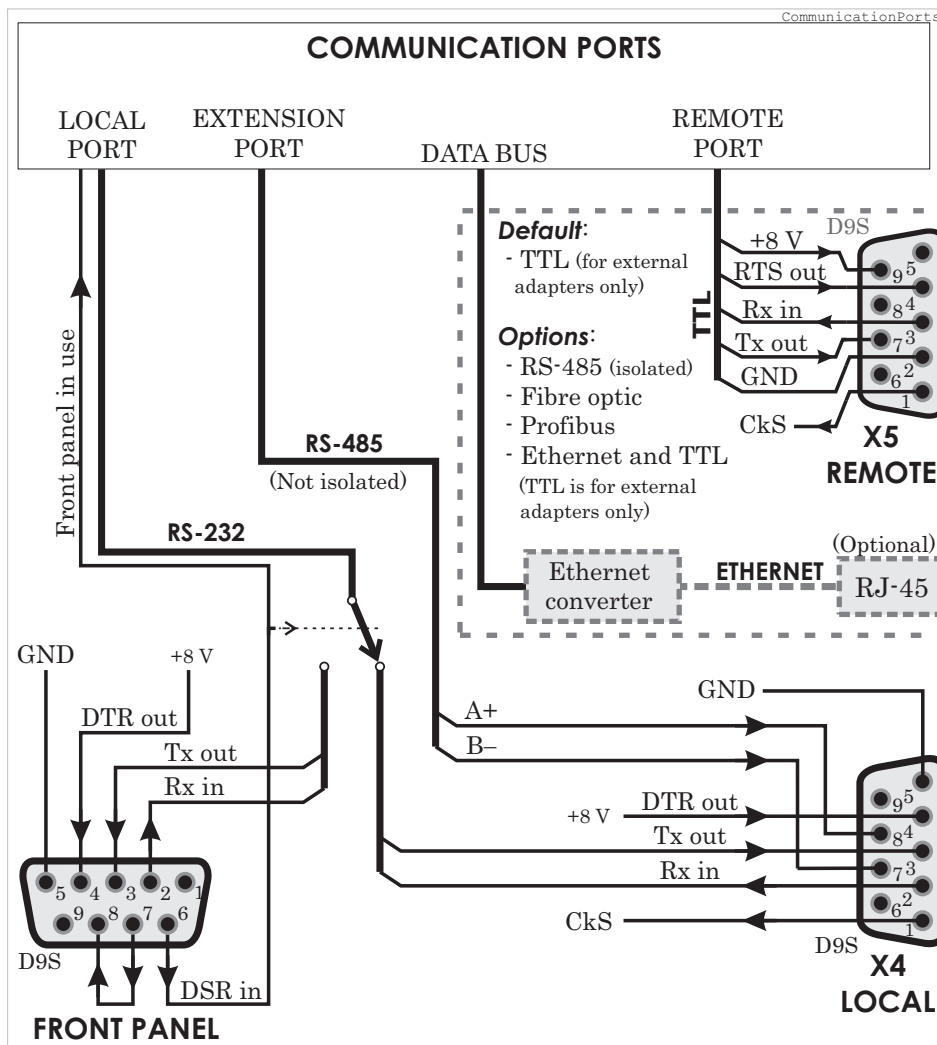 CommunicationPorts
COMMUNICATION PORTS
LOCAL
PORT
EXTENSION
PORT
DATA BUS
REMOTE
PORT
Default:
- TTL (for external
adapters only)
Options:
- RS-485 (isolated)
- Fibre optic
- Profibus
- Ethernet and TTL
(TTL is for external
adapters only)
TTL
+8 V
RTS out
Rx in
Tx out
GND
CkS
D9S
9 5
8 4
7 3
6 2
1
X5
REMOTE
Front panel in use
RS-485
(Not isolated)
RS-232
Ethernet
converter
ETHERNET
(Optional)
RJ-45
GND
+8 V
DTR out
Tx out
Rx in
5 4 3 2 1
9 8 7 6
D9S
DSR in
FRONT PANEL
GND
A+
B–
+8 V
DTR out
Tx out
Rx in
CkS
9 5
8 4
7 3
6 2
1
D9S
X4
LOCAL